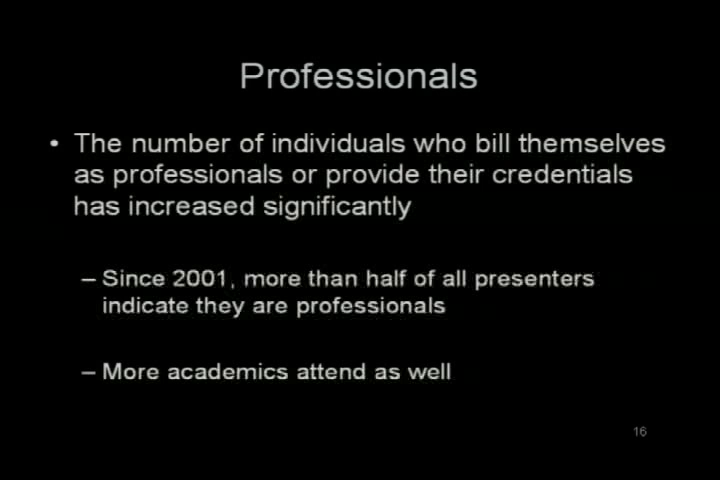 Professionals
• The number of individuals who bill themselves
as professionals or provide their credentials
has increased significantly
– Since 2001, more than half of all presenters
indicate they are professionals
– More academics attend as well
16